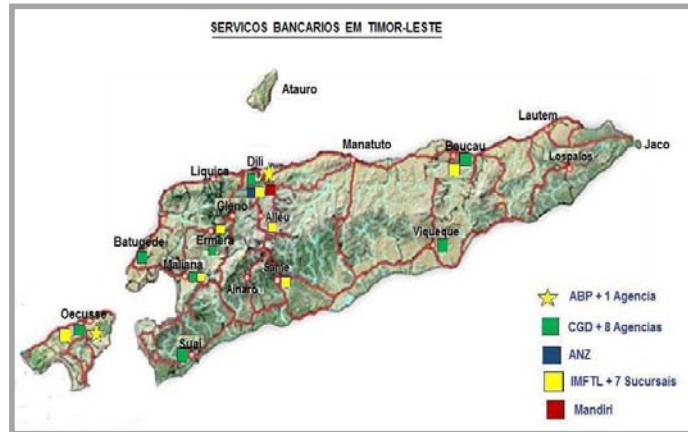 SERVICOS BANCARIOS EM TIMOR-LESTE
Atauro
Lautem
Jaco
Manatuto
Baucau
Dili
Liquica
Lospalos
Gleno
Alleu
Viqueque
Batugede
Ermera
Maliana
Same
Ainaro
Oecusse
Suai
ABP + 1 Agencia
CGD + 8 Agencias
ANZ
IMFTL + 7 Sucursais
Mandiri